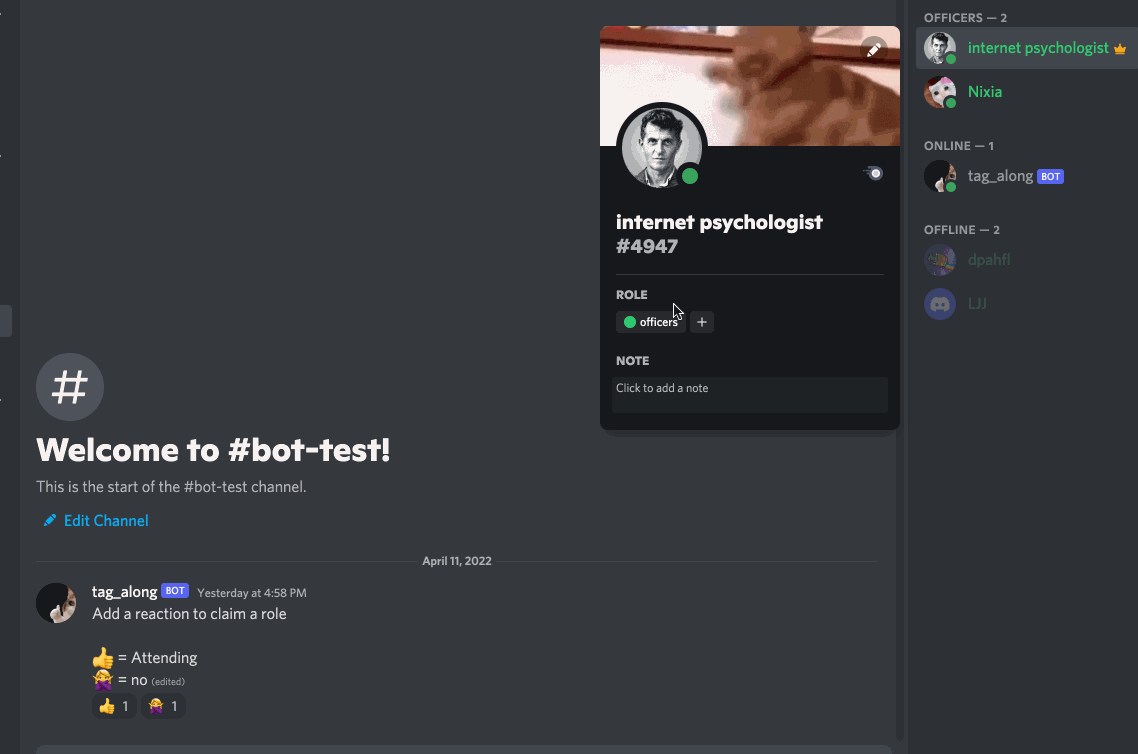 internet psychologist
#4947
ROLE
officers
+
NOTE
Click to add a note
#
Welcome to #bot-test!
This is the start of the #bot-test channel.
Edit Channel
April 11, 2022
tag_along BOT Yesterday at 4:58 PM
Add a reaction to claim a role
👍 = Attending
🙅 = no (edited)
👍 1 🙅 1
OFFICERS — 2
internet psychologist
Nixia
ONLINE — 1
tag_along BOT
OFFLINE — 2
dpahfl
LJJ